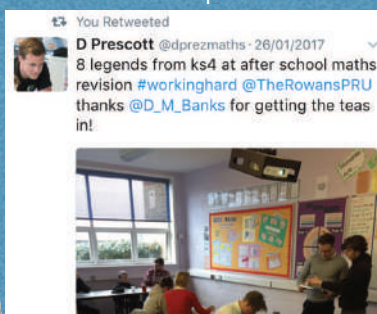 You Retweeted
D Prescott @dprezmaths · 26/01/2017
8 legends from ks4 at after school maths
revision #workinghard @TheRowansPRU
thanks @D_M_Banks for getting the teas
in!